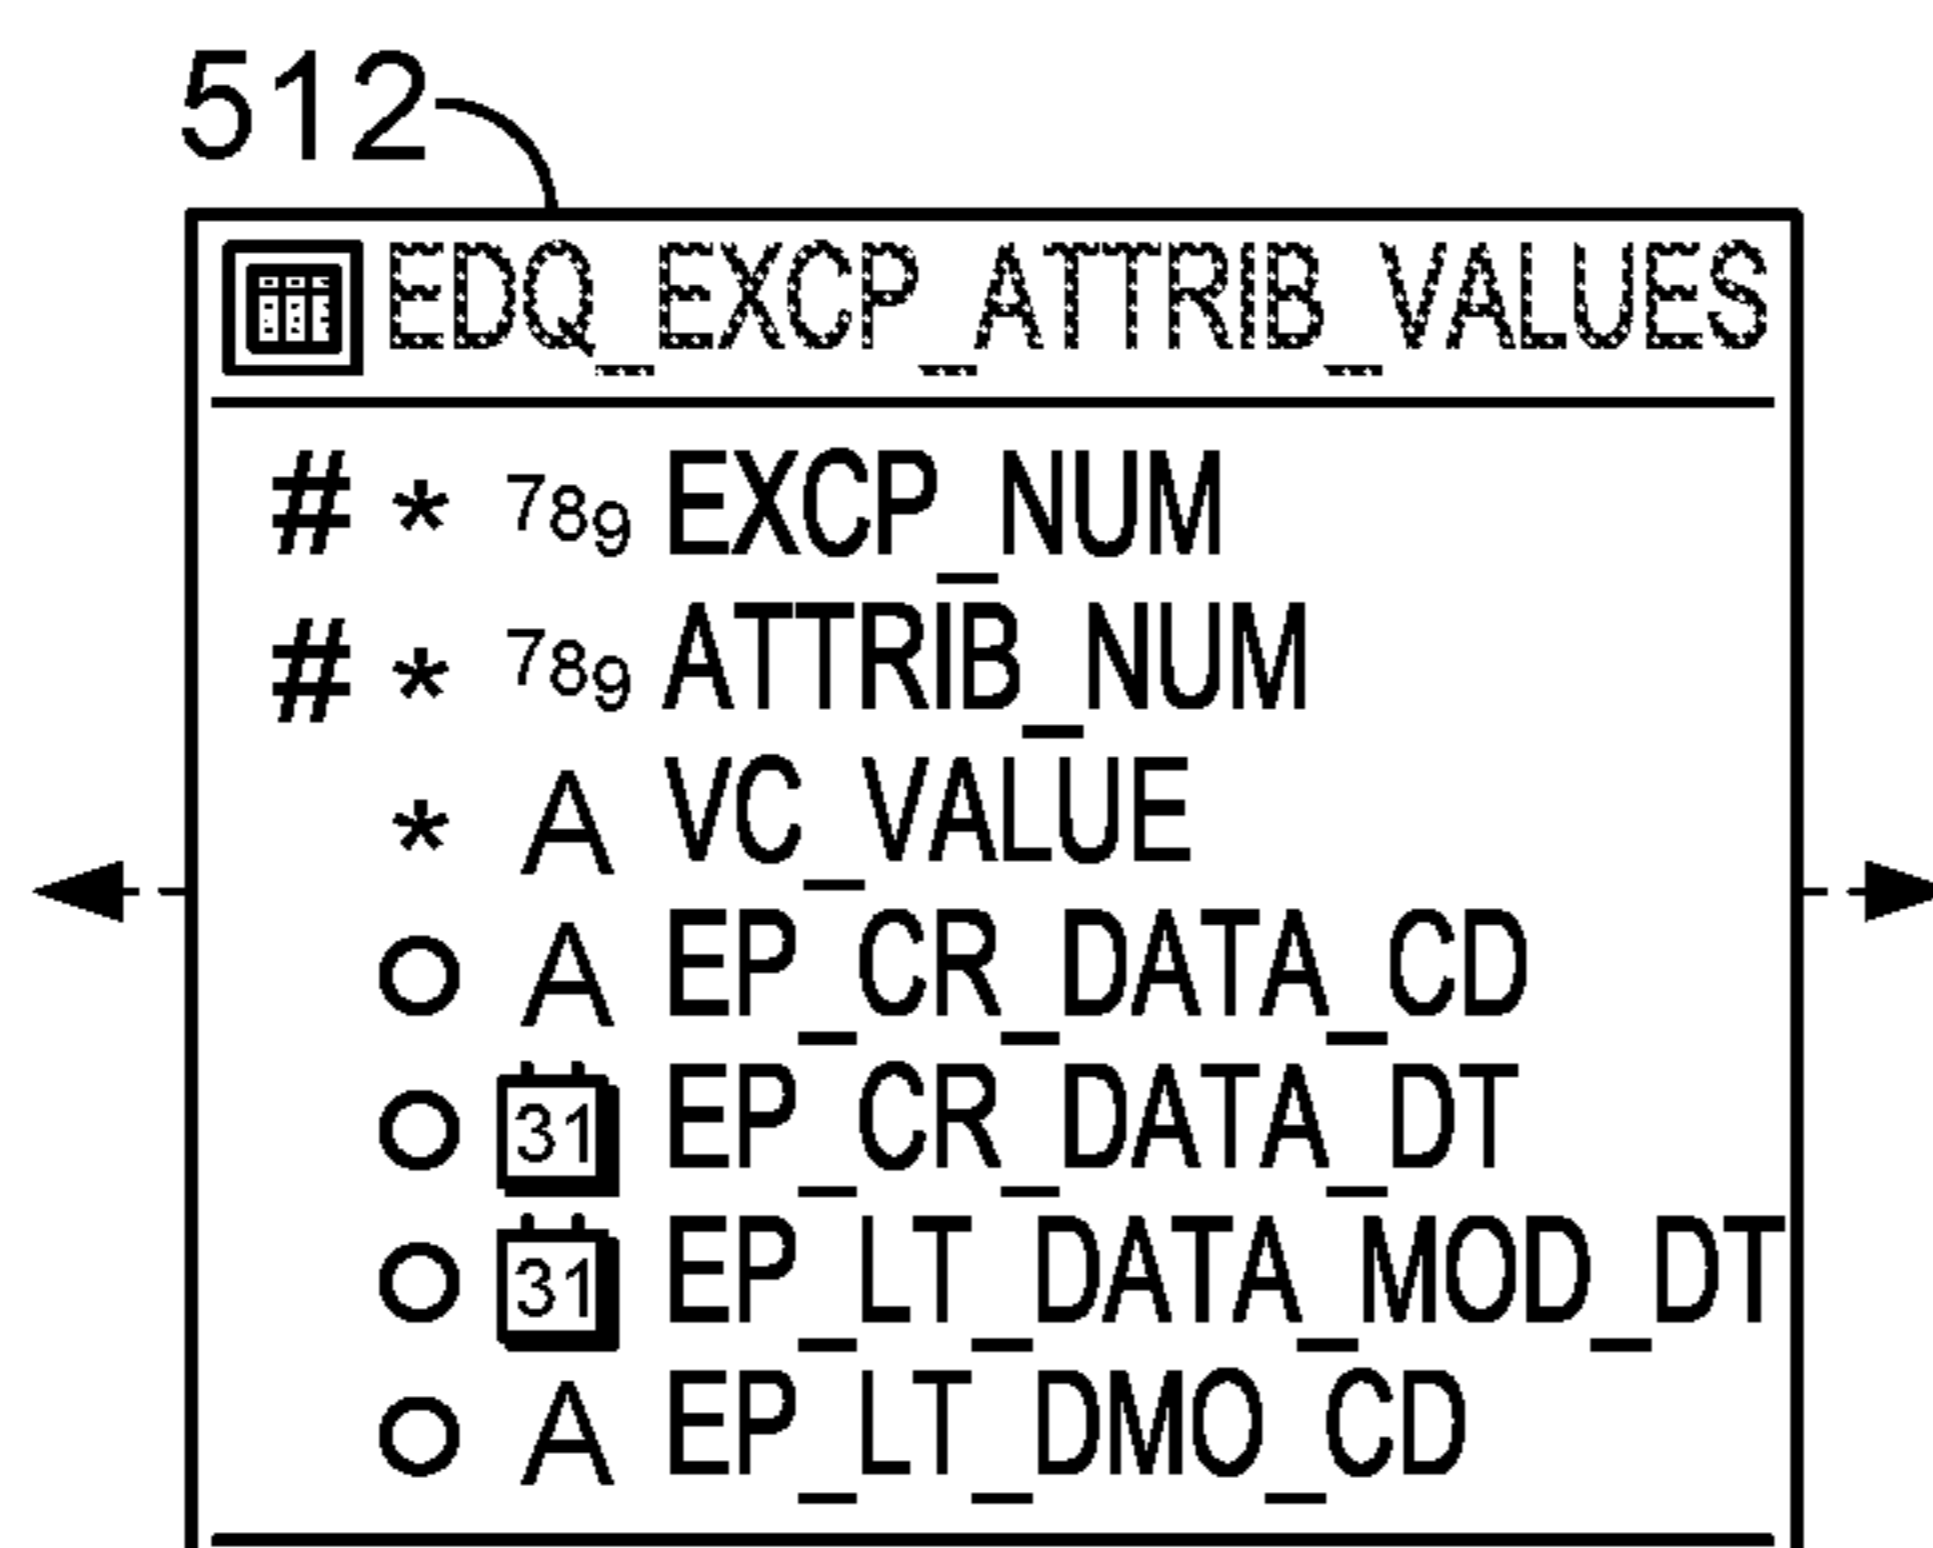 512
EDQ_EXCP_ATTRIB_VALUES
# * 789 EXCP_NUM
# * 789 ATTRIB_NUM
* A VC_VALUE
O A EP_CR_DATA_CD
O 31 EP_CR_DATA_DT
O 31 EP_LT_DATA_MOD_DT
O A EP_LT_DMO_CD